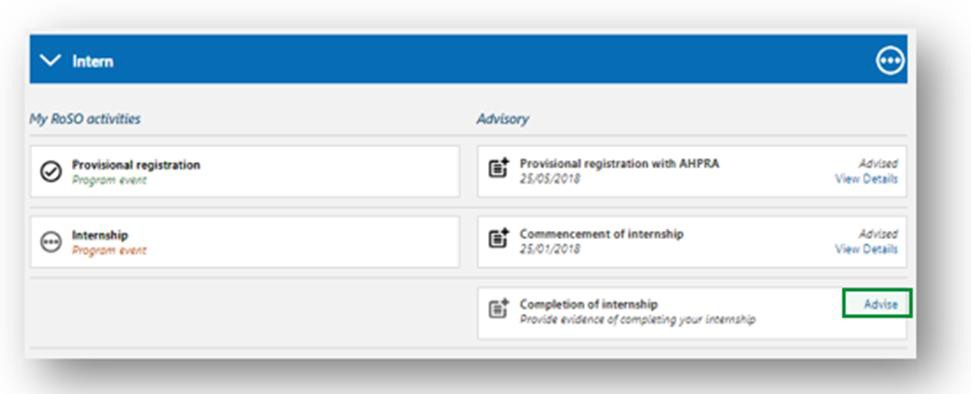 Intern
My RoSO activities
Advisory
Provisional registration
Program event
Provisional registration with AHPRA
25/05/2018
Advised
View Details
Internship
Program event
Commencement of internship
25/01/2018
Advised
View Details
Completion of internship
Provide evidence of completing your internship
Advise